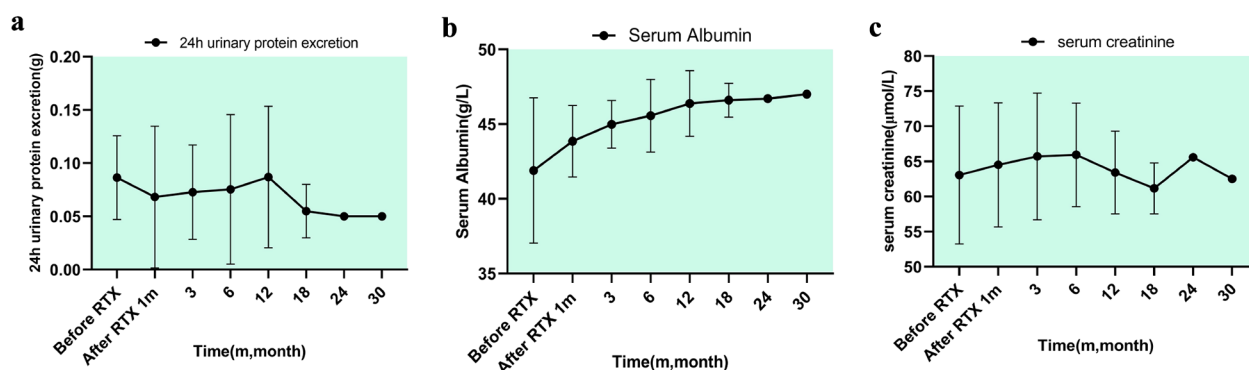 a
24h urinary protein excretion
24h urinary protein excretion(g)
0.20
0.15
0.10
0.05
0.00
Before RTX
After RTX 1m
3
6
12
18
24
30
Time(m,month)
b
Serum Albumin
Serum Albumin(g/L)
50
45
40
35
Before RTX
After RTX 1m
3
6
12
18
24
30
Time(m,month)
c
serum creatinine
serum creatinine(μmol/L)
80
75
70
65
60
55
50
Before RTX
After RTX 1m
3
6
12
18
24
30
Time(m,month)